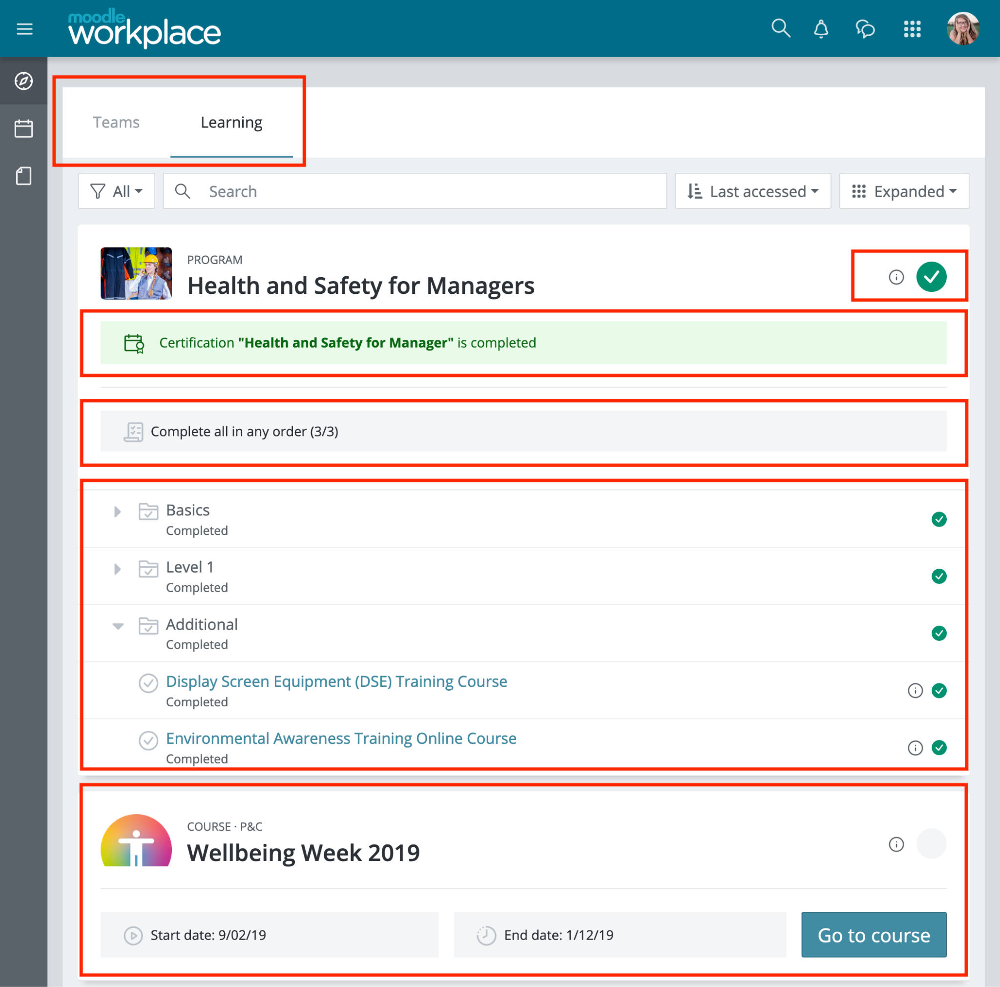 moodle
workplace
Teams
Learning
All
Search
Last accessed
Expanded
PROGRAM
Health and Safety for Managers
Certification "Health and Safety for Manager" is completed
Complete all in any order (3/3)
Basics
Completed
Level 1
Completed
Additional
Completed
Display Screen Equipment (DSE) Training Course
Completed
Environmental Awareness Training Online Course
Completed
COURSE · P&C
Wellbeing Week 2019
Start date: 9/02/19
End date: 1/12/19
Go to course